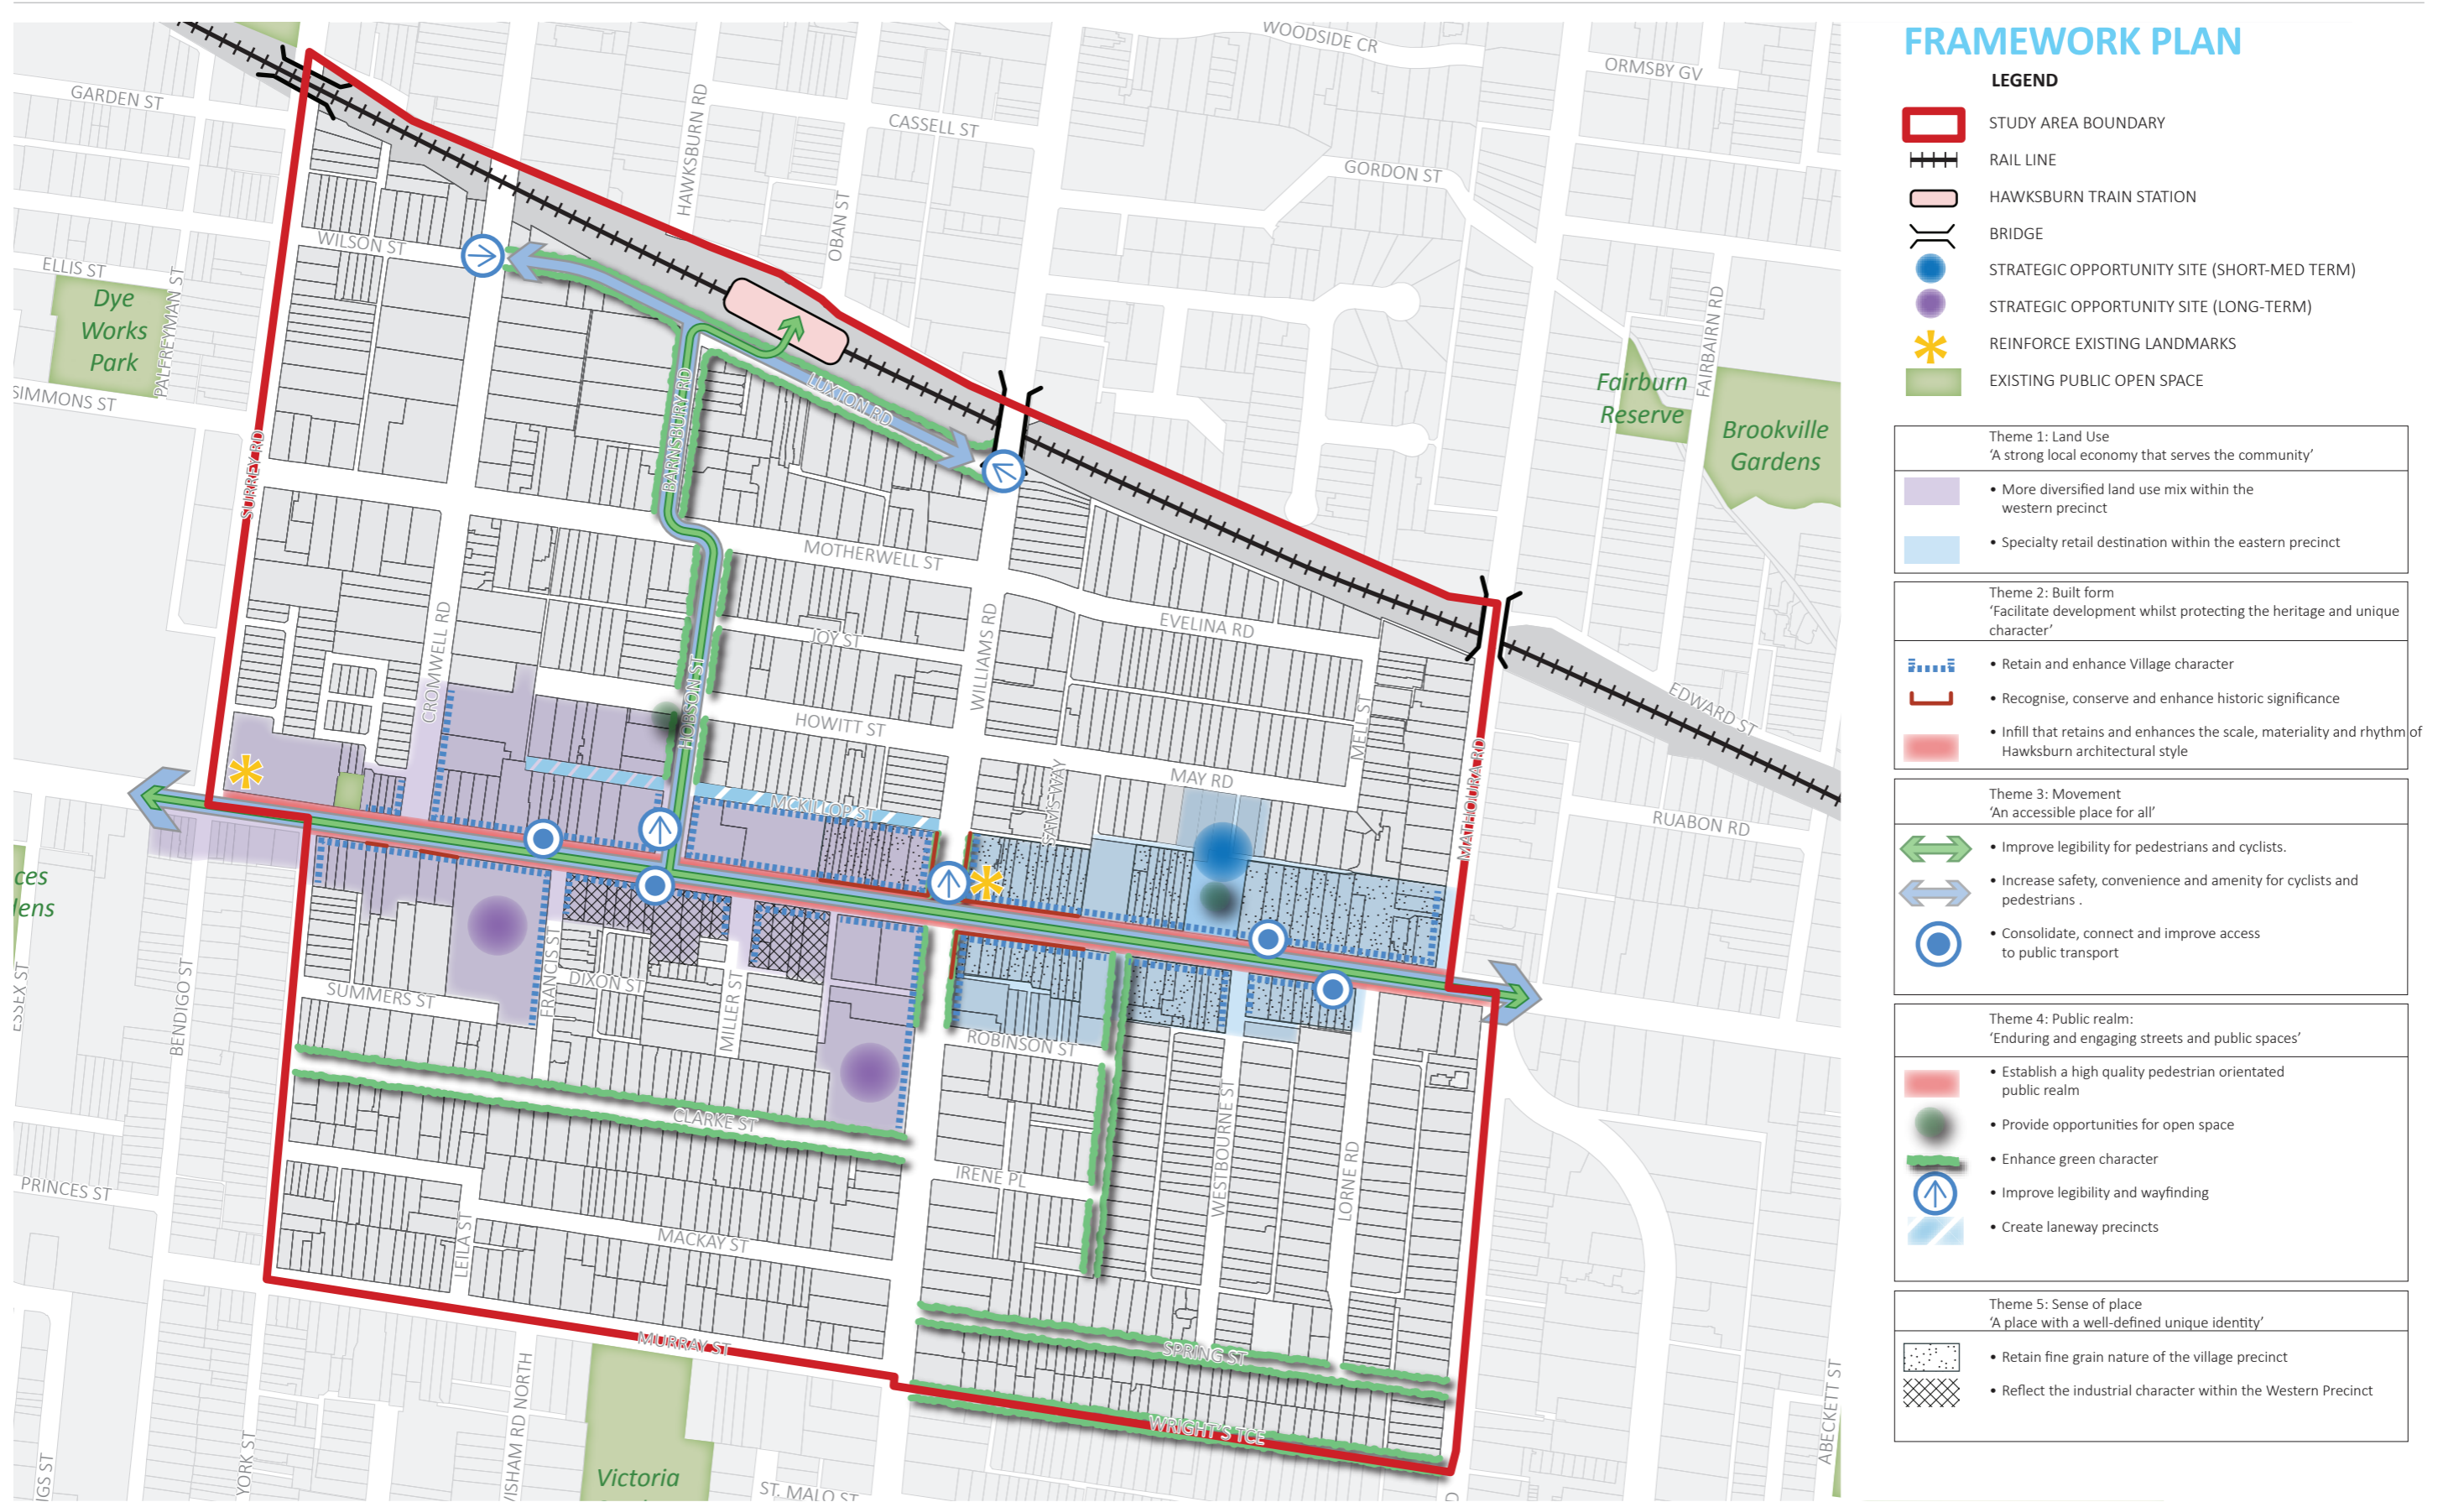 FRAMEWORK PLAN
LEGEND
STUDY AREA BOUNDARY
RAIL LINE
HAWKSBURN TRAIN STATION
BRIDGE
STRATEGIC OPPORTUNITY SITE (SHORT-MED TERM)
STRATEGIC OPPORTUNITY SITE (LONG-TERM)
REINFORCE EXISTING LANDMARKS
EXISTING PUBLIC OPEN SPACE
Theme 1: Land Use
‘A strong local economy that serves the community’
• More diversified land use mix within the
western precinct
• Specialty retail destination within the eastern precinct
Theme 2: Built form
‘Facilitate development whilst protecting the heritage and unique
character’
• Retain and enhance Village character
• Recognise, conserve and enhance historic significance
• Infill that retains and enhances the scale, materiality and rhythm of
Hawksburn architectural style
Theme 3: Movement
‘An accessible place for all’
• Improve legibility for pedestrians and cyclists.
• Increase safety, convenience and amenity for cyclists and
pedestrians .
• Consolidate, connect and improve access
to public transport
Theme 4: Public realm:
‘Enduring and engaging streets and public spaces’
• Establish a high quality pedestrian orientated
public realm
• Provide opportunities for open space
• Enhance green character
• Improve legibility and wayfinding
• Create laneway precincts
Theme 5: Sense of place
‘A place with a well-defined unique identity’
• Retain fine grain nature of the village precinct
• Reflect the industrial character within the Western Precinct
WOODSIDE CR
ORMSBY GV
GARDEN ST
HAWKSBURN RD
CASSELL ST
GORDON ST
OBAN ST
WILSON ST
ELLIS ST
PALFREYMAN ST
Dye
Works
Park
SIMMONS ST
FAIRBAIRN RD
Fairburn
Reserve
Brookville
Gardens
LUXTON RD
BARNSBURY RD
SURREY RD
MOTHERWELL ST
CROMWELL RD
JOY ST
WILLIAMS RD
EVELINA RD
HOBSON ST
HOWITT ST
MELL ST
EDWARD ST
MAY RD
MATHOURA RD
RUABON RD
MCKILLOP ST
SAAS WAY
ces
dens
ESSEX ST
BENDIGO ST
SUMMERS ST
FRANCIS ST
DIXON ST
MILLER ST
ROBINSON ST
CLARKE ST
WESTBOURNE ST
LORNE RD
IRENE PL
PRINCES ST
LEILA ST
MACKAY ST
MURRAY ST
SPRING ST
WRIGHT'S TCE
YORK ST
VISHAM RD NORTH
Victoria
ST. MALO ST
ABECKETT ST
IGS ST